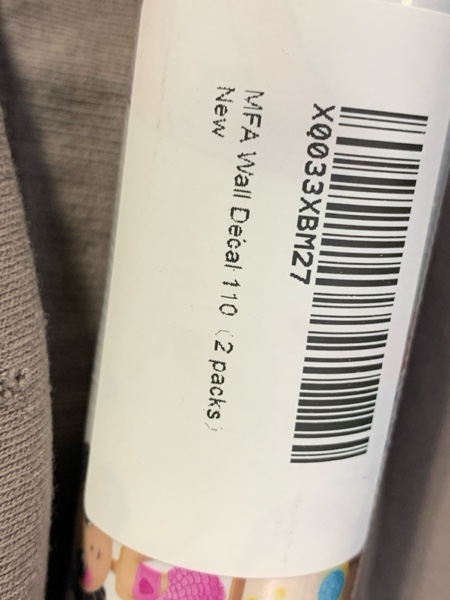 X0033XBM27
MFA Wall Decal 110 (2 packs)
New